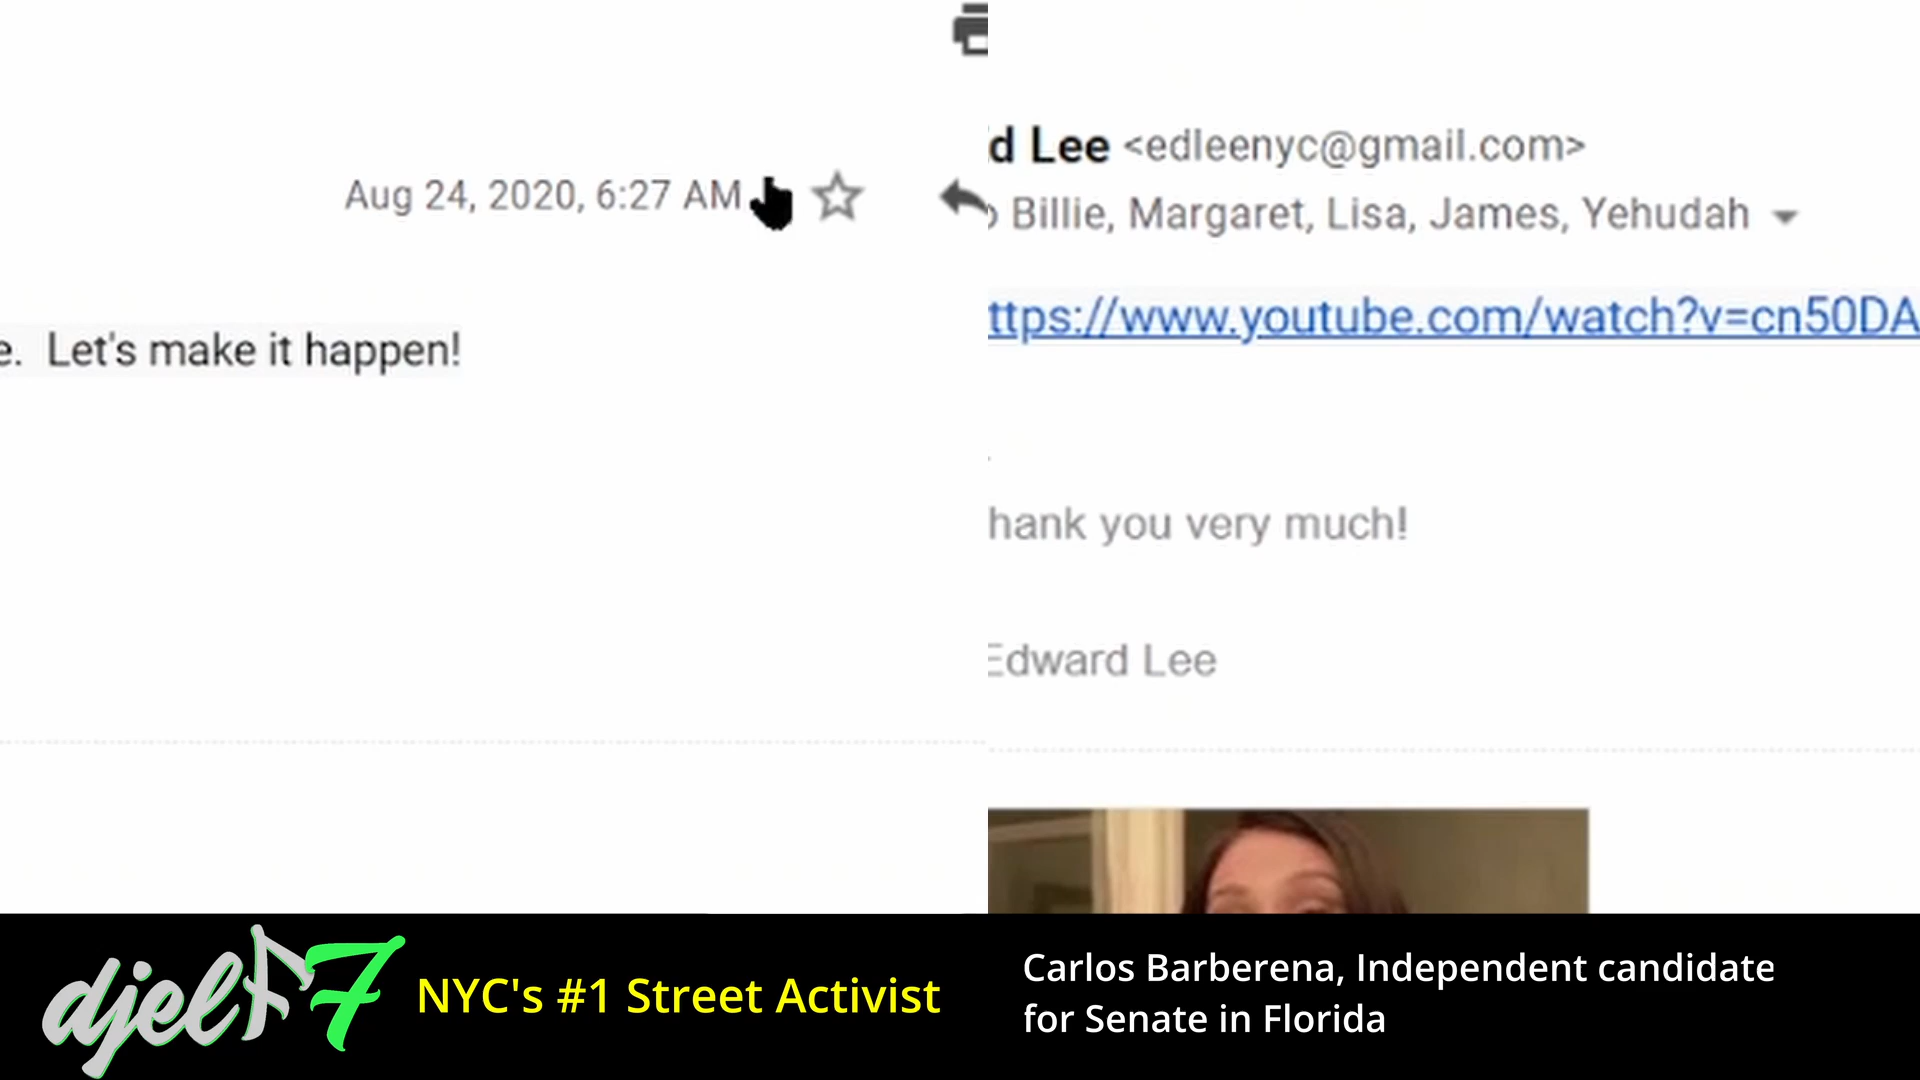 Aug 24, 2020, 6:27 AM
e. Let's make it happen!
d Lee <edleenyc@gmail.com>
o Billie, Margaret, Lisa, James, Yehudah
ttps://www.youtube.com/watch?v=cn50DA
hank you very much!
Edward Lee
djel 7
NYC's #1 Street Activist
Carlos Barberena, Independent candidate
for Senate in Florida